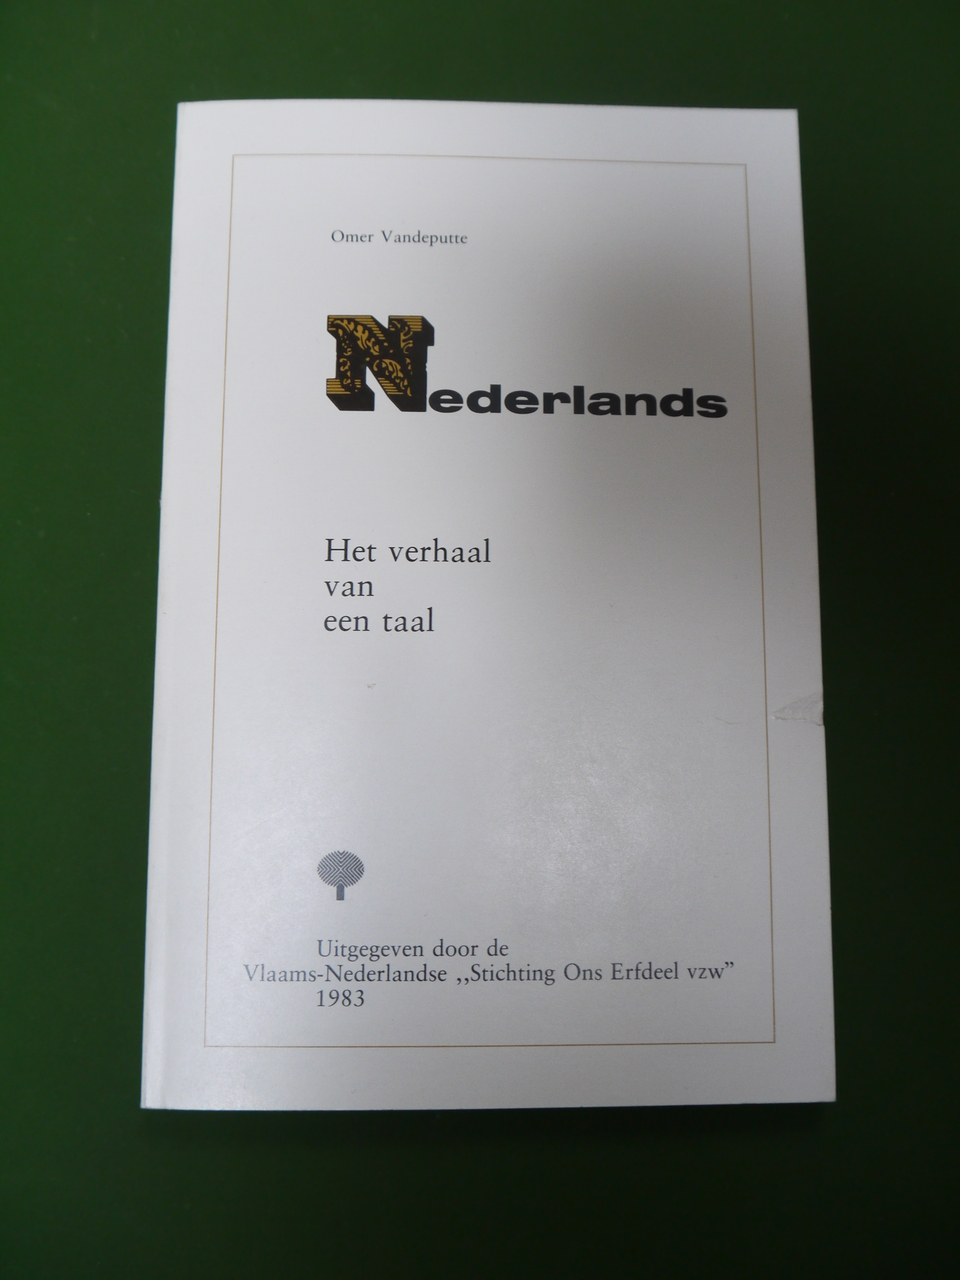 Omer Vandeputte
Nederlands
Het verhaal
van
een taal
Uitgegeven door de
Vlaams-Nederlandse ,,Stichting Ons Erfdeel vzw”
1983